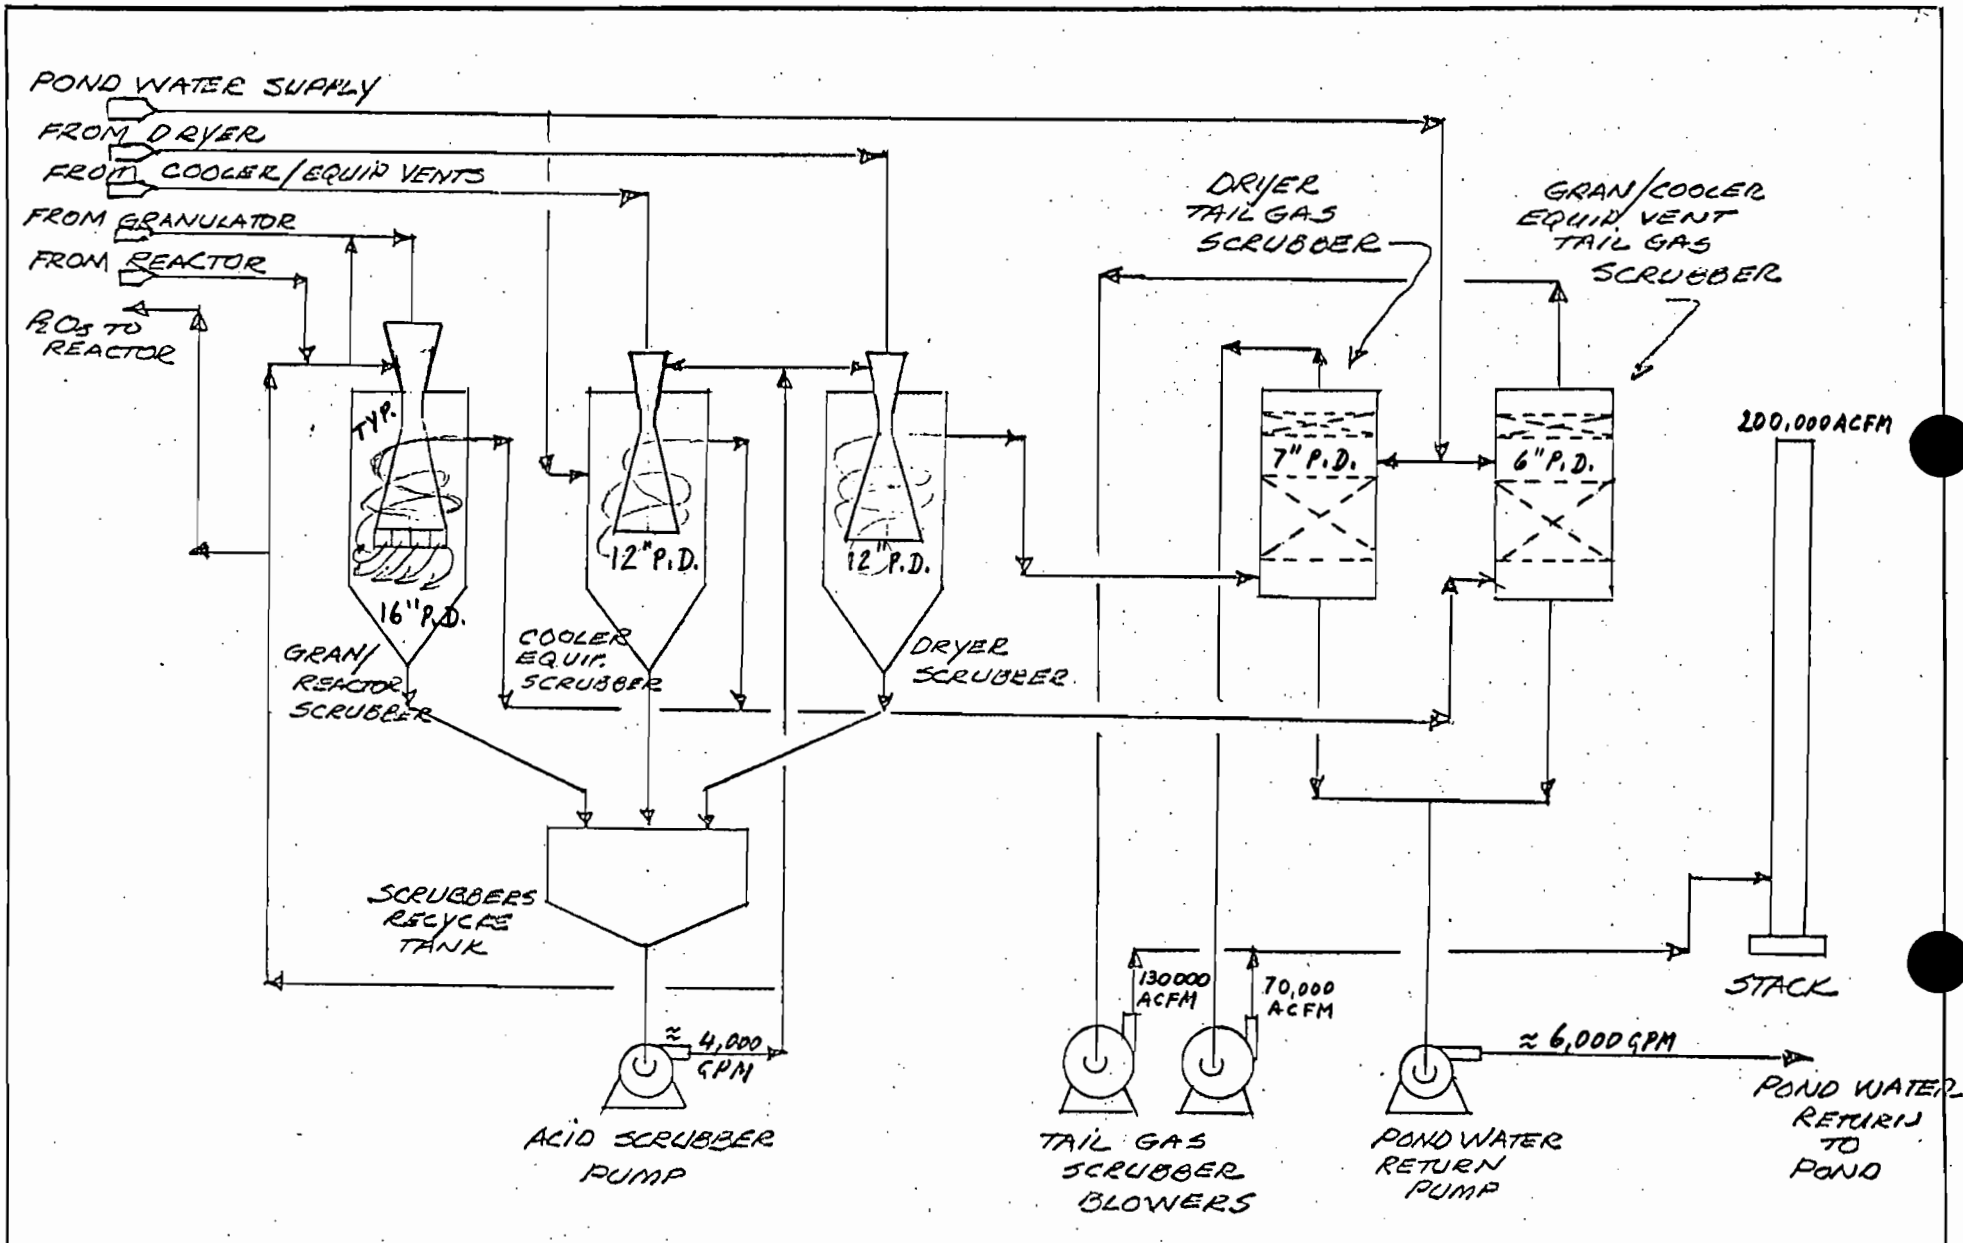 POND WATER SUPPLY
FROM DRYER
FROM COOLER/EQUIP VENTS
FROM GRANULATOR
FROM REACTOR
P2O5 TO
REACTOR
DRYER
TAIL GAS
SCRUBBER
GRAN/COOLER
EQUIP. VENT
TAIL GAS
SCRUBBER
TYP.
16" P.D.
12" P.D.
12" P.D.
7" P.D.
6" P.D.
200,000 ACFM
GRAN/
REACTOR
SCRUBBER
COOLER
EQUIP.
SCRUBBER
DRYER
SCRUBBER
SCRUBBERS
RECYCLE
TANK
≈ 4,000
GPM
130000
ACFM
70,000
ACFM
STACK
≈ 6,000 GPM
ACID SCRUBBER
PUMP
TAIL GAS
SCRUBBER
BLOWERS
POND WATER
RETURN
PUMP
POND WATER
RETURN
TO
POND